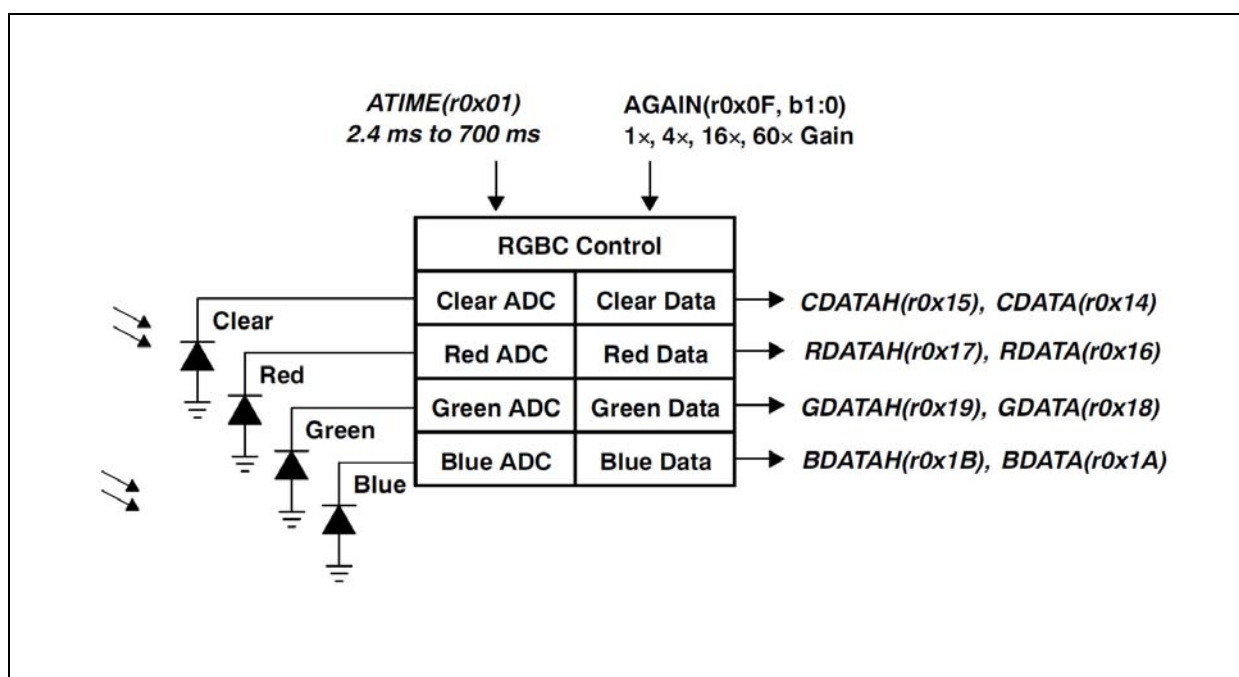 ATIME(r0x01)
2.4 ms to 700 ms
AGAIN(r0x0F, b1:0)
1×, 4×, 16×, 60× Gain
RGBC Control
Clear
Clear ADC
Clear Data
CDATAH(r0x15), CDATA(r0x14)
Red
Red ADC
Red Data
RDATAH(r0x17), RDATA(r0x16)
Green
Green ADC
Green Data
GDATAH(r0x19), GDATA(r0x18)
Blue
Blue ADC
Blue Data
BDATAH(r0x1B), BDATA(r0x1A)